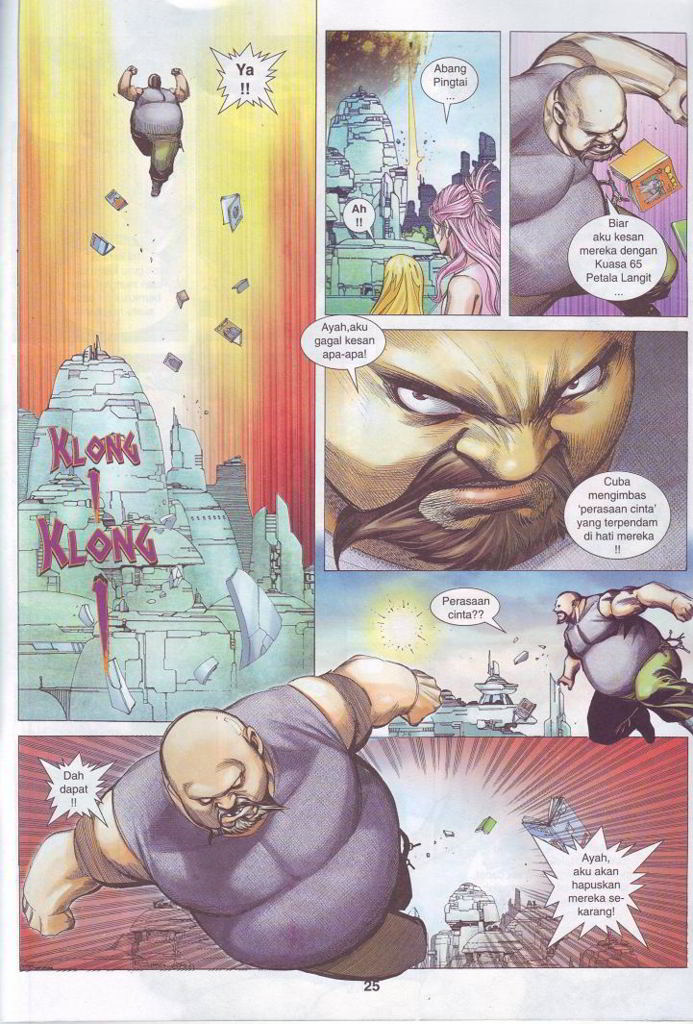 Ya
!!
KLONG
!
KLONG
!
Abang
Pingtai
...
Ah
!!
Biar
aku kesan
mereka dengan
Kuasa 65
Petala Langit
...
Ayah,aku
gagal kesan
apa-apa!
Cuba
mengimbas
'perasaan cinta'
yang terpendam
di hati mereka
!!
Perasaan
cinta??
Dah
dapat
!!
Ayah,
aku akan
hapuskan
mereka se-
karang!
25